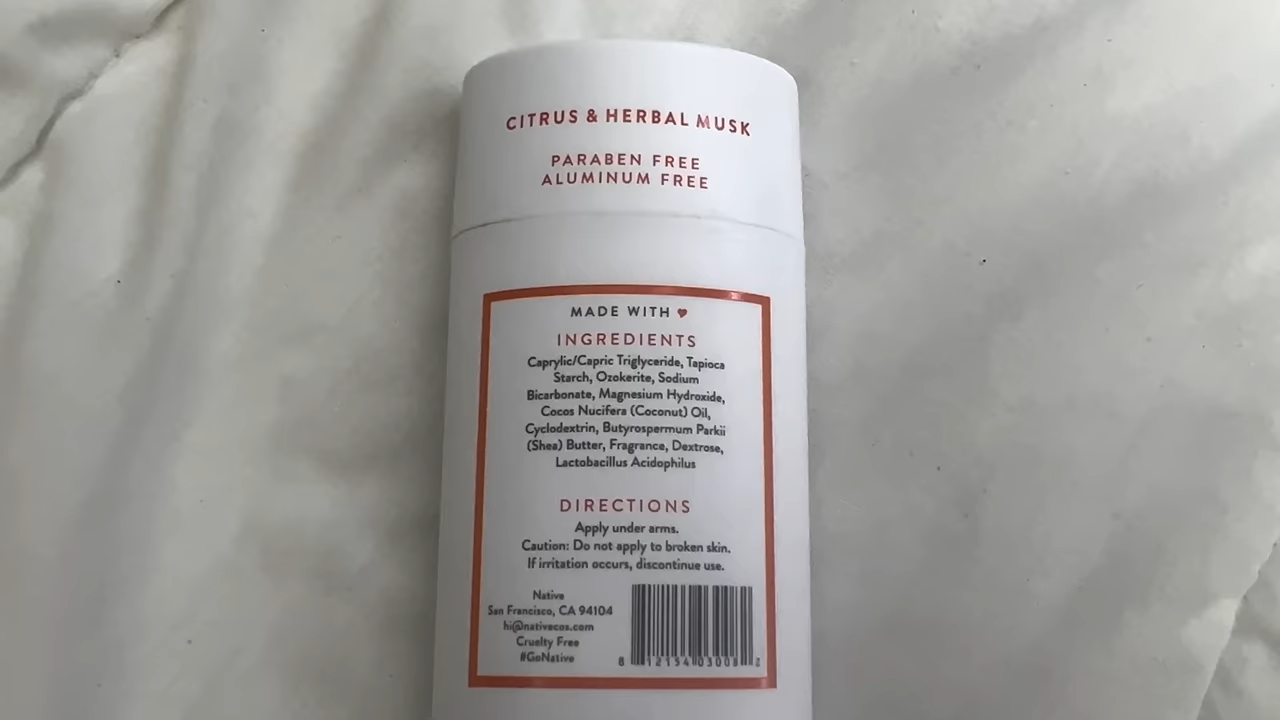 CITRUS & HERBAL MUSK
PARABEN FREE
ALUMINUM FREE
MADE WITH
INGREDIENTS
Caprylic/Capric Triglyceride, Tapioca
Starch, Ozokerite, Sodium
Bicarbonate, Magnesium Hydroxide,
Cocos Nucifera (Coconut) Oil,
Cyclodextrin, Butyrospermum Parkii
(Shea) Butter, Fragrance, Dextrose,
Lactobacillus Acidophilus
DIRECTIONS
Apply under arms.
Caution: Do not apply to broken skin.
If irritation occurs, discontinue use.
Native
San Francisco, CA 94104
hi@nativecos.com
Cruelty Free
#GoNative